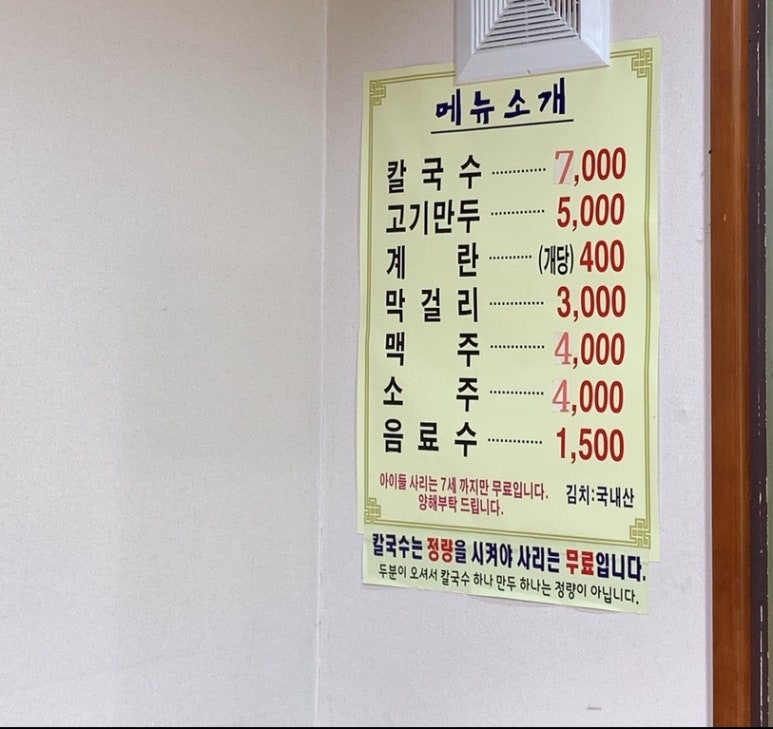 메뉴소개
칼국수 ············ 7,000
고기만두 ············ 5,000
계란 ·········· (개당) 400
막걸리 ············ 3,000
맥주 ············ 4,000
소주 ············ 4,000
음료수 ············ 1,500
아이들 사리는 7세 까지만 무료입니다.
양해부탁 드립니다.
김치:국내산
칼국수는 정량을 시켜야 사리는 무료입니다.
두분이 오셔서 칼국수 하나 만두 하나는 정량이 아닙니다.